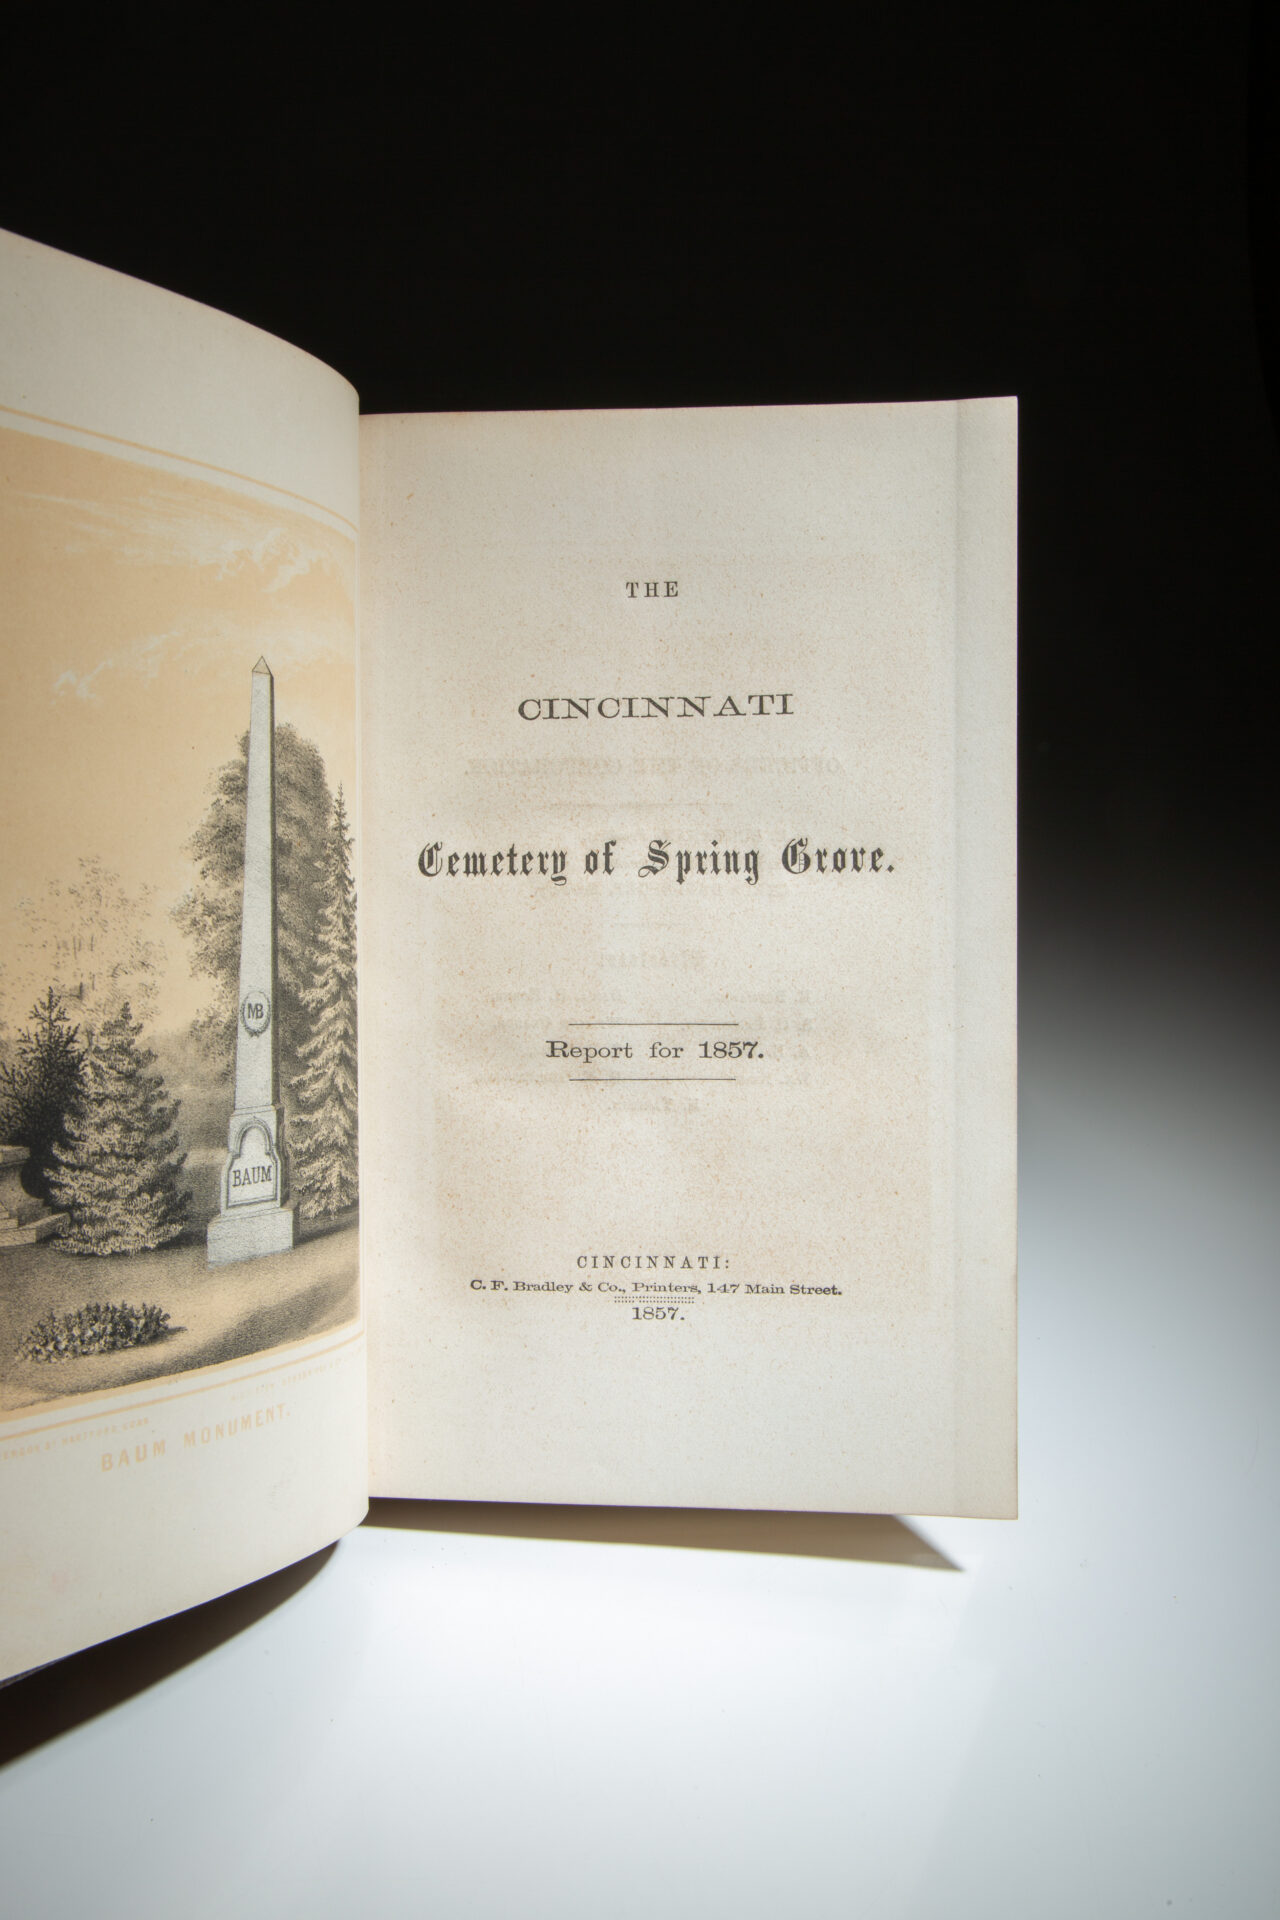 MB
BAUM
BAUM MONUMENT.
THE
CINCINNATI
Cemetery of Spring Grove.
Report for 1857.
CINCINNATI:
C. F. Bradley & Co., Printers, 147 Main Street.
1857.